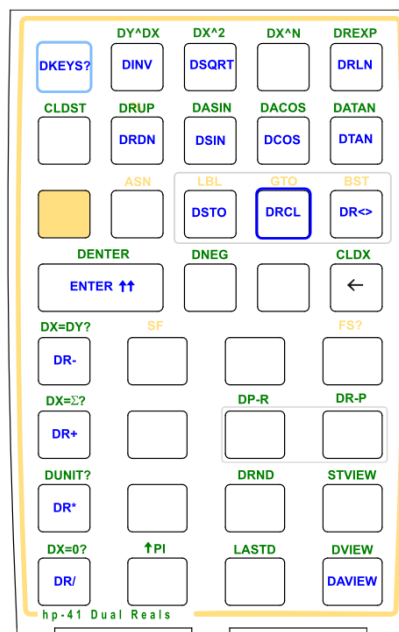 DY^DX DX^2 DX^N DREXP
DKEYS? DINV DSQRT DRLN
CLDST DRUP DASIN DACOS DATAN
DRDN DSIN DCOS DTAN
ASN LBL GTO BST
DSTO DRCL DR<>
DENTER DNEG CLDX
ENTER ↑↑ ←
DX=DY? SF FS?
DR-
DX=Σ? DP-R DR-P
DR+
DUNIT? DRND STVIEW
DR*
DX=0? ↑PI LASTD DVIEW
DR/ DAVIEW
hp-41 Dual Reals